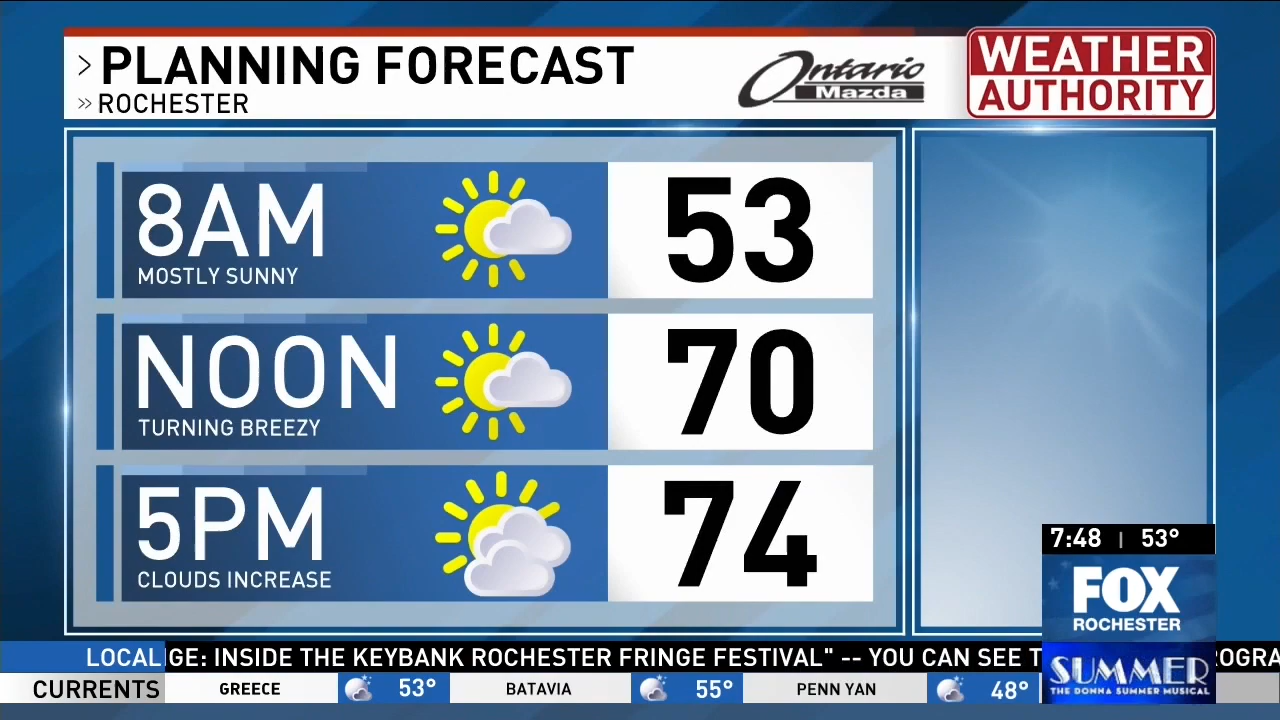 > PLANNING FORECAST
» ROCHESTER
Ontario
Mazda
WEATHER
AUTHORITY
8AM
MOSTLY SUNNY
53
NOON
TURNING BREEZY
70
5PM
CLOUDS INCREASE
74
7:48 | 53°
FOX
ROCHESTER
SUMMER
THE DONNA SUMMER MUSICAL
LOCAL GE: INSIDE THE KEYBANK ROCHESTER FRINGE FESTIVAL" -- YOU CAN SEE T OGRA
CURRENTS GREECE 53° BATAVIA 55° PENN YAN 48°